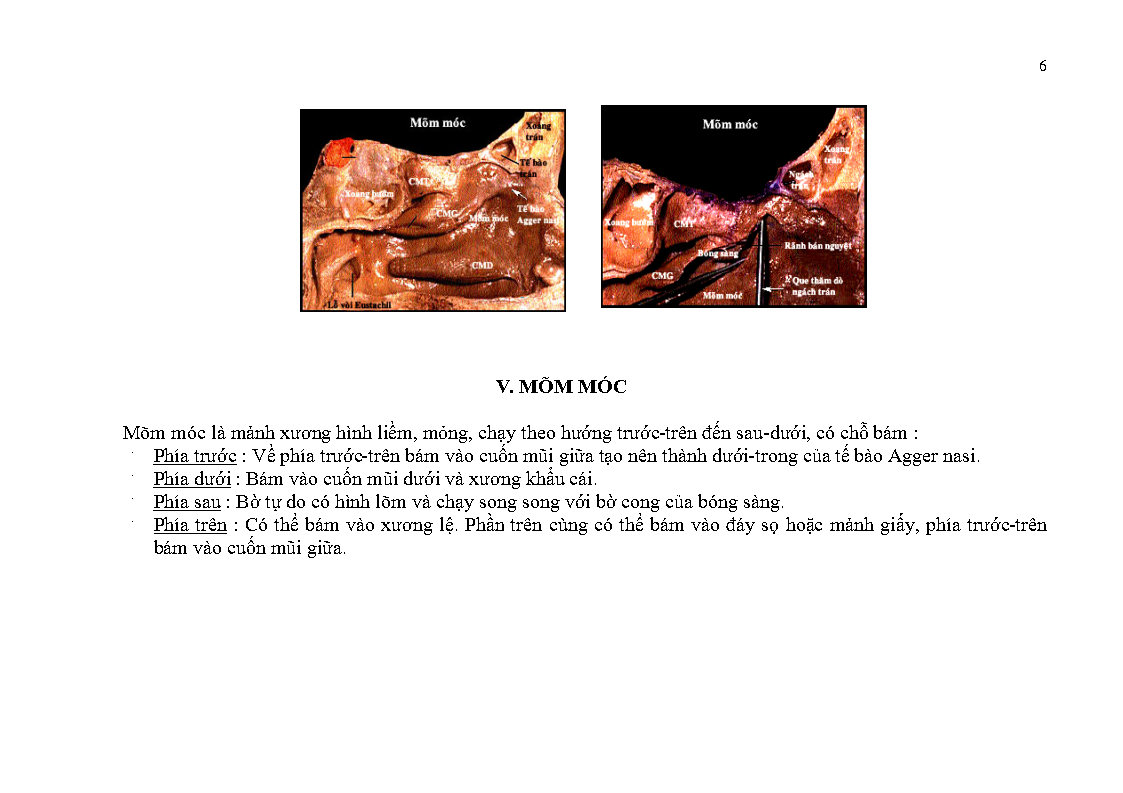 6
Mõm móc
Xoang
trán
Tế bào
trán
CMT
Xoang bướm
CMG
Mõm móc
Tế bào
Agger nasi
CMD
Lỗ vòi Eustachii
Mõm móc
Xoang
trán
Ngách
trán
Xoang bướm
CMT
Rãnh bán nguyệt
Bóng sàng
CMG
Que thăm dò
ngách trán
Mõm móc
V. MÕM MÓC
Mõm móc là mảnh xương hình liềm, mỏng, chạy theo hướng trước-trên đến sau-dưới, có chỗ bám :
· Phía trước : Về phía trước-trên bám vào cuốn mũi giữa tạo nên thành dưới-trong của tế bào Agger nasi.
· Phía dưới : Bám vào cuốn mũi dưới và xương khẩu cái.
· Phía sau : Bờ tự do có hình lõm và chạy song song với bờ cong của bóng sàng.
· Phía trên : Có thể bám vào xương lệ. Phần trên cùng có thể bám vào đáy sọ hoặc mảnh giấy, phía trước-trên
bám vào cuốn mũi giữa.